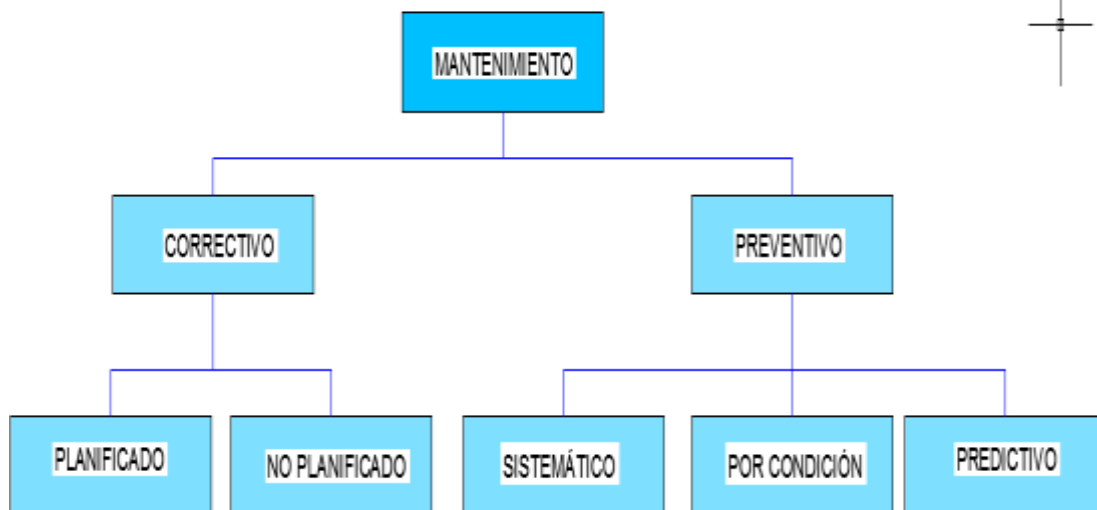 MANTENIMIENTO
CORRECTIVO
PREVENTIVO
PLANIFICADO
NO PLANIFICADO
SISTEMÁTICO
POR CONDICIÓN
PREDICTIVO